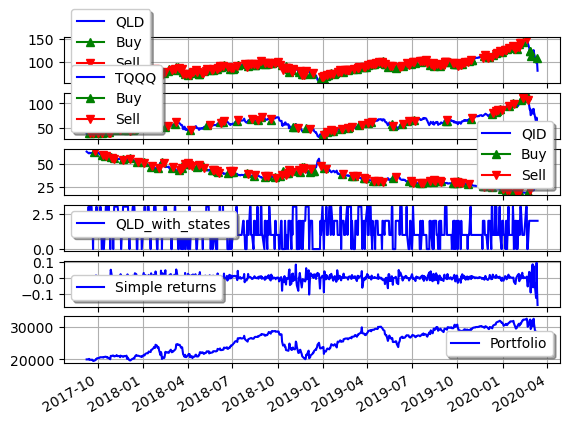 QLD
Buy
Sell
150
100
TQQQ
Buy
Sell
100
50
QID
Buy
Sell
50
25
QLD_with_states
2.5
0.0
Simple returns
0.1
0.0
−0.1
Portfolio
30000
20000
2017-10 2018-01 2018-04 2018-07 2018-10 2019-01 2019-04 2019-07 2019-10 2020-01 2020-04